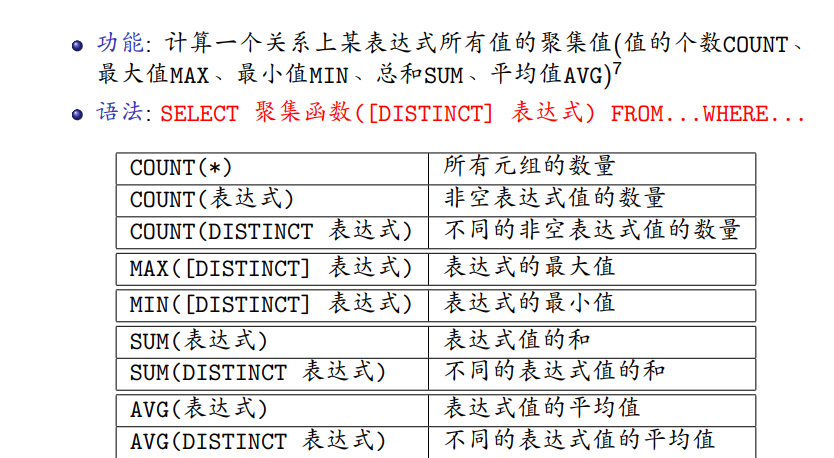 功能: 计算一个关系上某表达式所有值的聚集值(值的个数COUNT、
最大值MAX、最小值MIN、总和SUM、平均值AVG)7
语法: SELECT 聚集函数([DISTINCT] 表达式) FROM...WHERE...
COUNT(*) 所有元组的数量
COUNT(表达式) 非空表达式值的数量
COUNT(DISTINCT 表达式) 不同的非空表达式值的数量
MAX([DISTINCT] 表达式) 表达式的最大值
MIN([DISTINCT] 表达式) 表达式的最小值
SUM(表达式) 表达式值的和
SUM(DISTINCT 表达式) 不同的表达式值的和
AVG(表达式) 表达式值的平均值
AVG(DISTINCT 表达式) 不同的表达式值的平均值